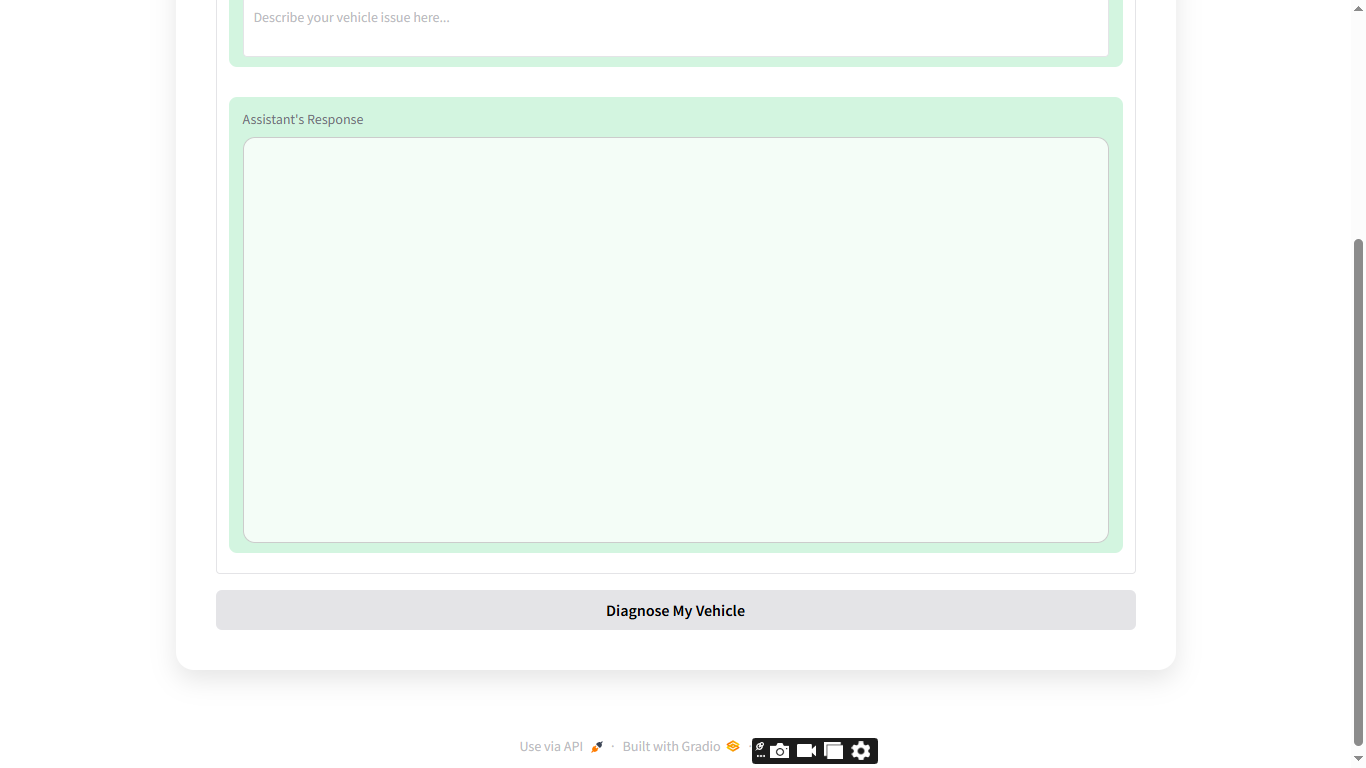 Describe your vehicle issue here...
Assistant's Response
Diagnose My Vehicle
Use via API · Built with Gradio ·